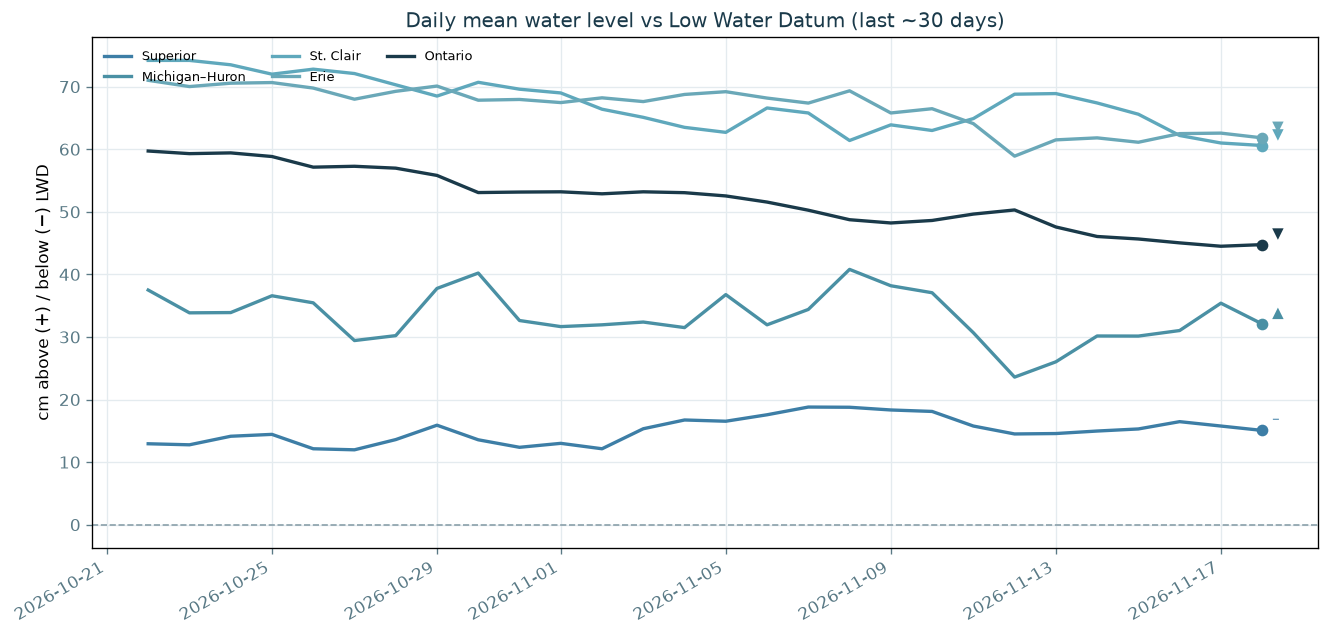 Daily mean water level vs Low Water Datum (last ~30 days)
Superior
Michigan–Huron
St. Clair
Erie
Ontario
cm above (+) / below (−) LWD
70
60
50
40
30
20
10
0
2026-10-21
2026-10-25
2026-10-29
2026-11-01
2026-11-05
2026-11-09
2026-11-13
2026-11-17